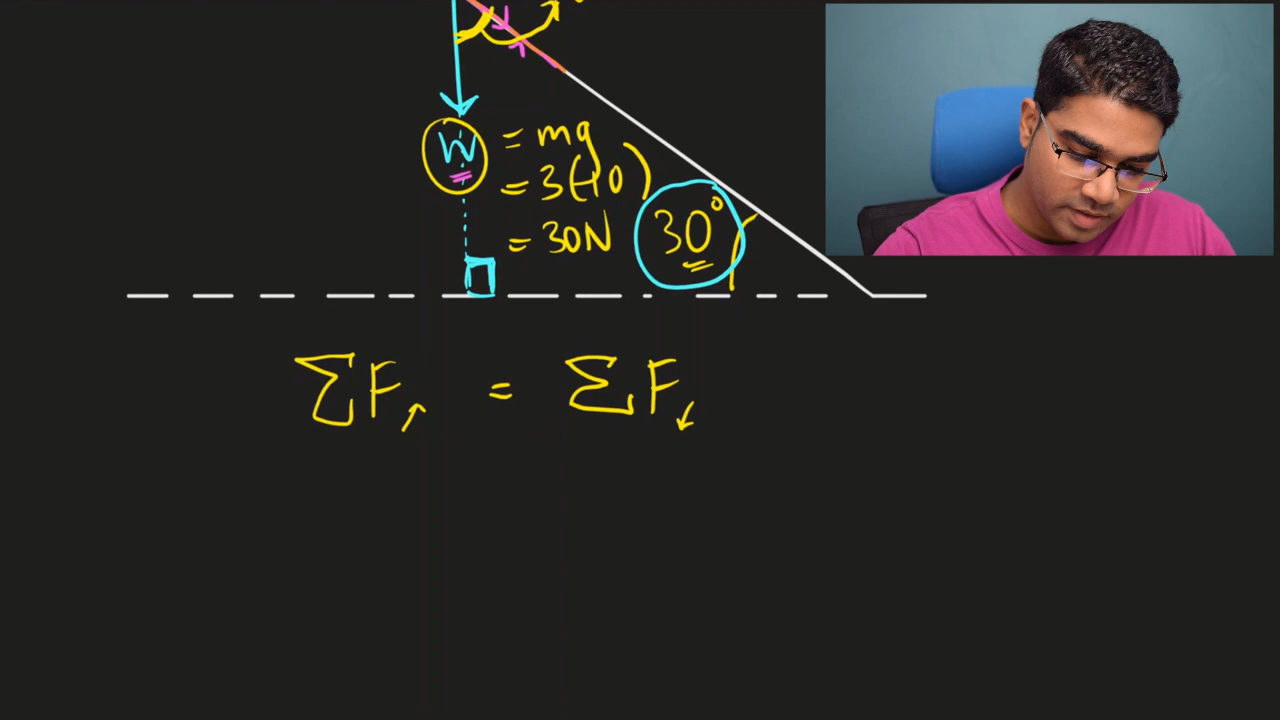 W = mg
= 3(10)
= 30N
30°
ΣF↗ = ΣF↙